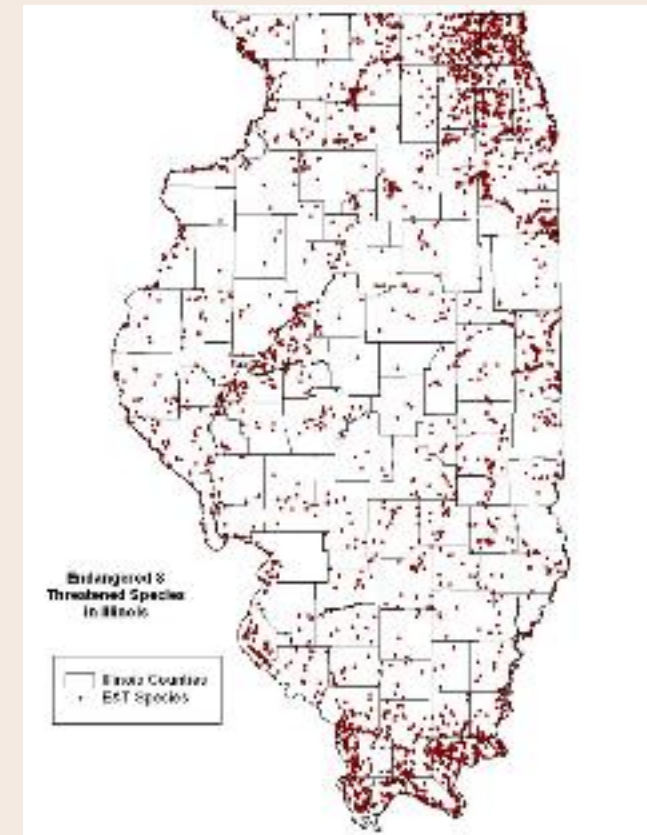 Endangered &
Threatened Species
in Illinois
Illinois Counties
E&T Species